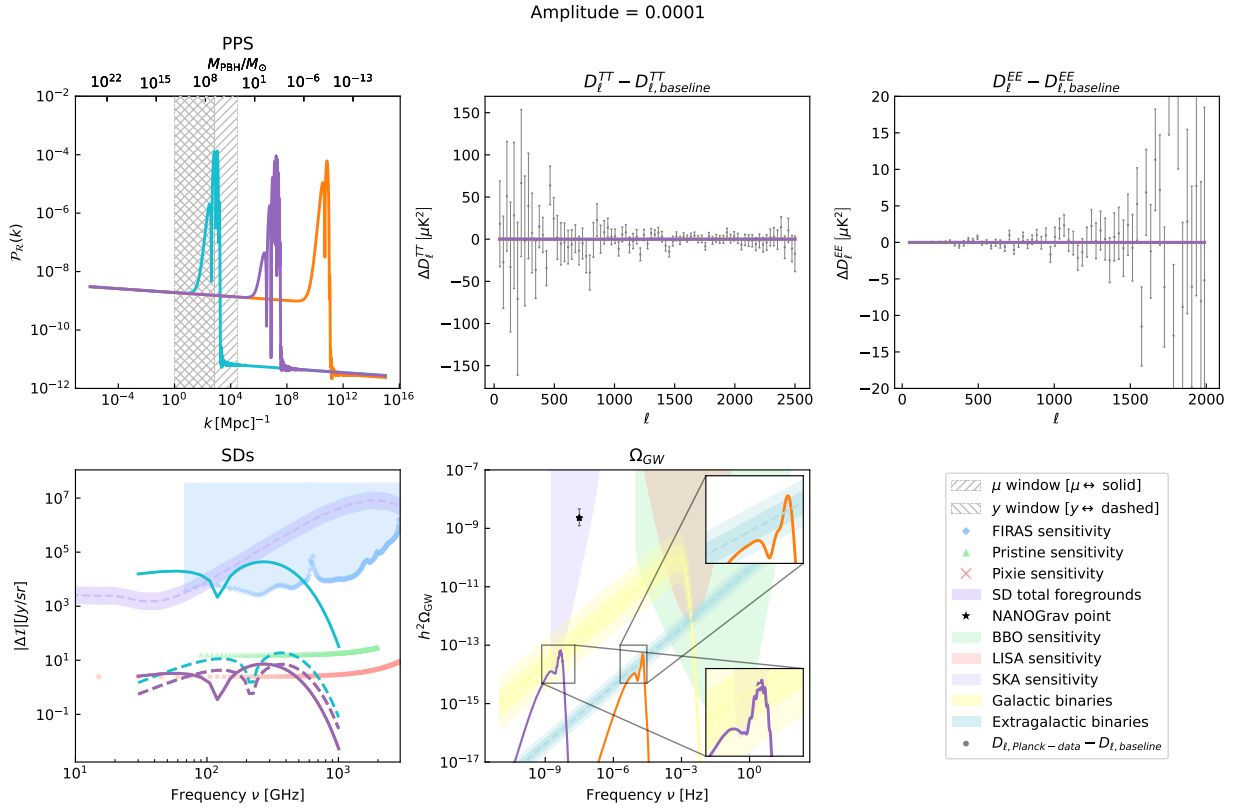 Amplitude = 0.0001
PPS
M_PBH/M_⊙
10^22 10^15 10^8 10^1 10^−6 10^−13
10^−2
10^−4
10^−6
10^−8
10^−10
10^−12
P_R(k)
10^−4 10^0 10^4 10^8 10^12 10^16
k [Mpc]^−1
D_ℓ^TT − D_ℓ,baseline^TT
150
100
50
0
−50
−100
−150
ΔD_ℓ^TT [μK²]
0 500 1000 1500 2000 2500
ℓ
D_ℓ^EE − D_ℓ,baseline^EE
20
15
10
5
0
−5
−10
−15
−20
ΔD_ℓ^EE [μK²]
0 500 1000 1500 2000
ℓ
SDs
10^7
10^5
10^3
10^1
10^−1
|ΔI|[Jy/sr]
10^1 10^2 10^3
Frequency ν [GHz]
Ω_GW
10^−7
10^−9
10^−11
10^−13
10^−15
10^−17
h²Ω_GW
10^−9 10^−6 10^−3 10^0
Frequency ν [Hz]
μ window [μ↔ solid]
y window [y↔ dashed]
FIRAS sensitivity
Pristine sensitivity
Pixie sensitivity
SD total foregrounds
NANOGrav point
BBO sensitivity
LISA sensitivity
SKA sensitivity
Galactic binaries
Extragalactic binaries
D_ℓ,Planck−data − D_ℓ,baseline